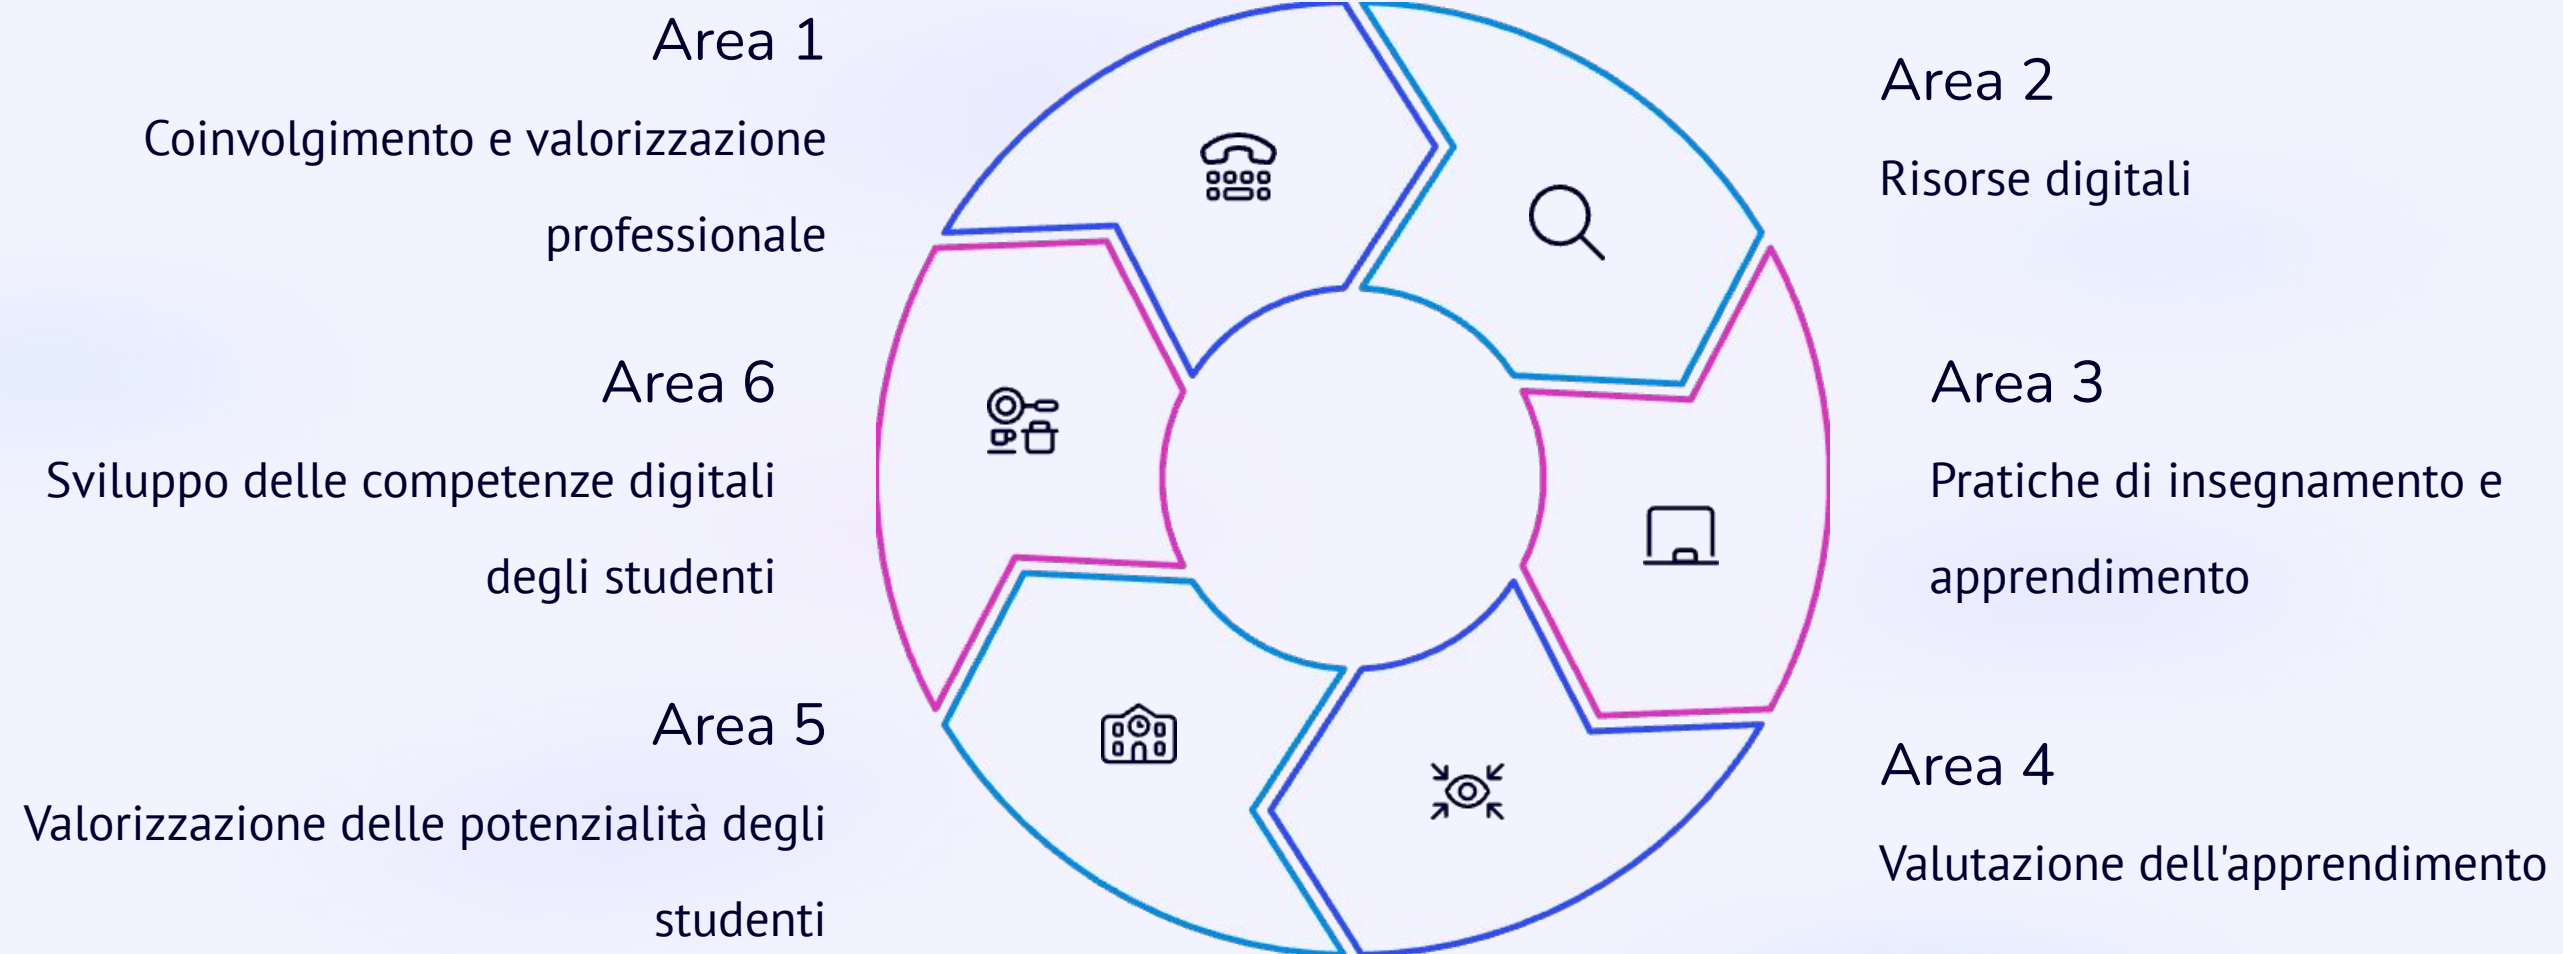 Area 1
Coinvolgimento e valorizzazione
professionale
Area 2
Risorse digitali
Area 3
Pratiche di insegnamento e
apprendimento
Area 4
Valutazione dell'apprendimento
Area 5
Valorizzazione delle potenzialità degli
studenti
Area 6
Sviluppo delle competenze digitali
degli studenti